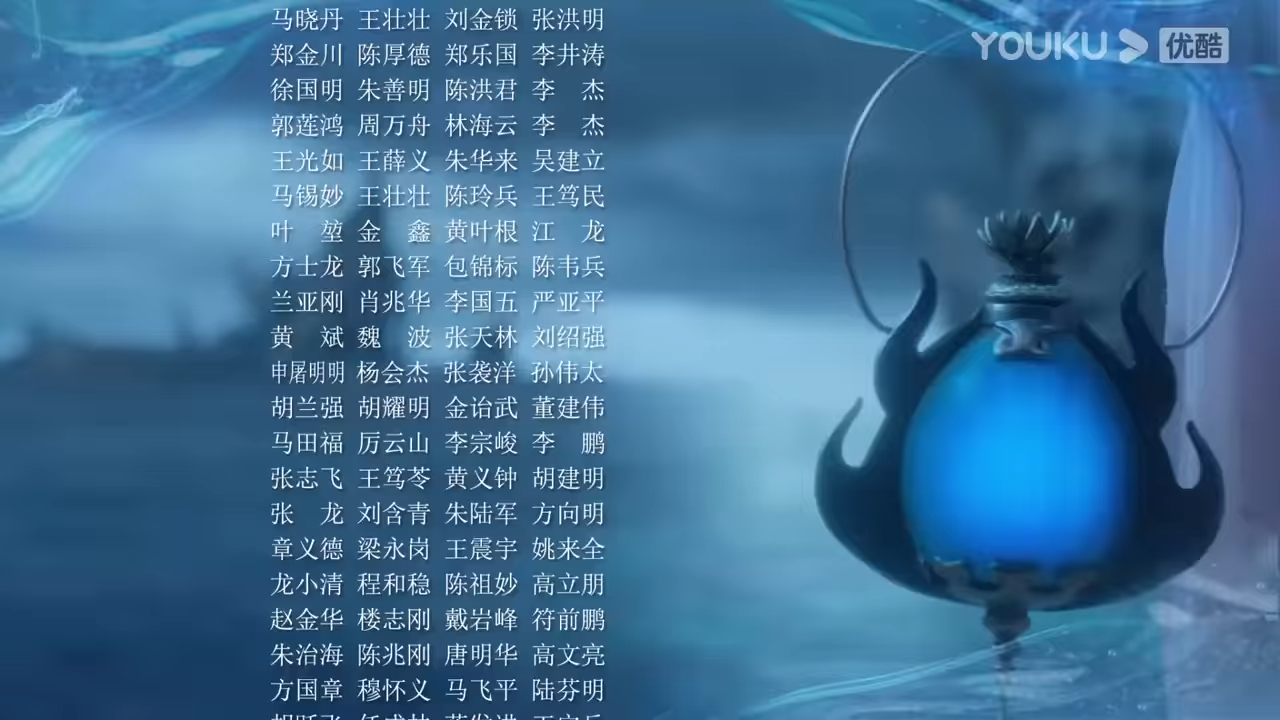 YOUKU 优酷
马晓丹 王壮壮 刘金锁 张洪明
郑金川 陈厚德 郑乐国 李井涛
徐国明 朱善明 陈洪君 李　杰
郭莲鸿 周万舟 林海云 李　杰
王光如 王薛义 朱华来 吴建立
马锡妙 王壮壮 陈玲兵 王笃民
叶　堃 金　鑫 黄叶根 江　龙
方士龙 郭飞军 包锦标 陈韦兵
兰亚刚 肖兆华 李国五 严亚平
黄　斌 魏　波 张天林 刘绍强
申屠明明 杨会杰 张袭洋 孙伟太
胡兰强 胡耀明 金诒武 董建伟
马田福 厉云山 李宗峻 李　鹏
张志飞 王笃苓 黄义钟 胡建明
张　龙 刘含青 朱陆军 方向明
章义德 梁永岗 王震宇 姚来全
龙小清 程和稳 陈祖妙 高立朋
赵金华 楼志刚 戴岩峰 符前鹏
朱治海 陈兆刚 唐明华 高文亮
方国章 穆怀义 马飞平 陆芬明